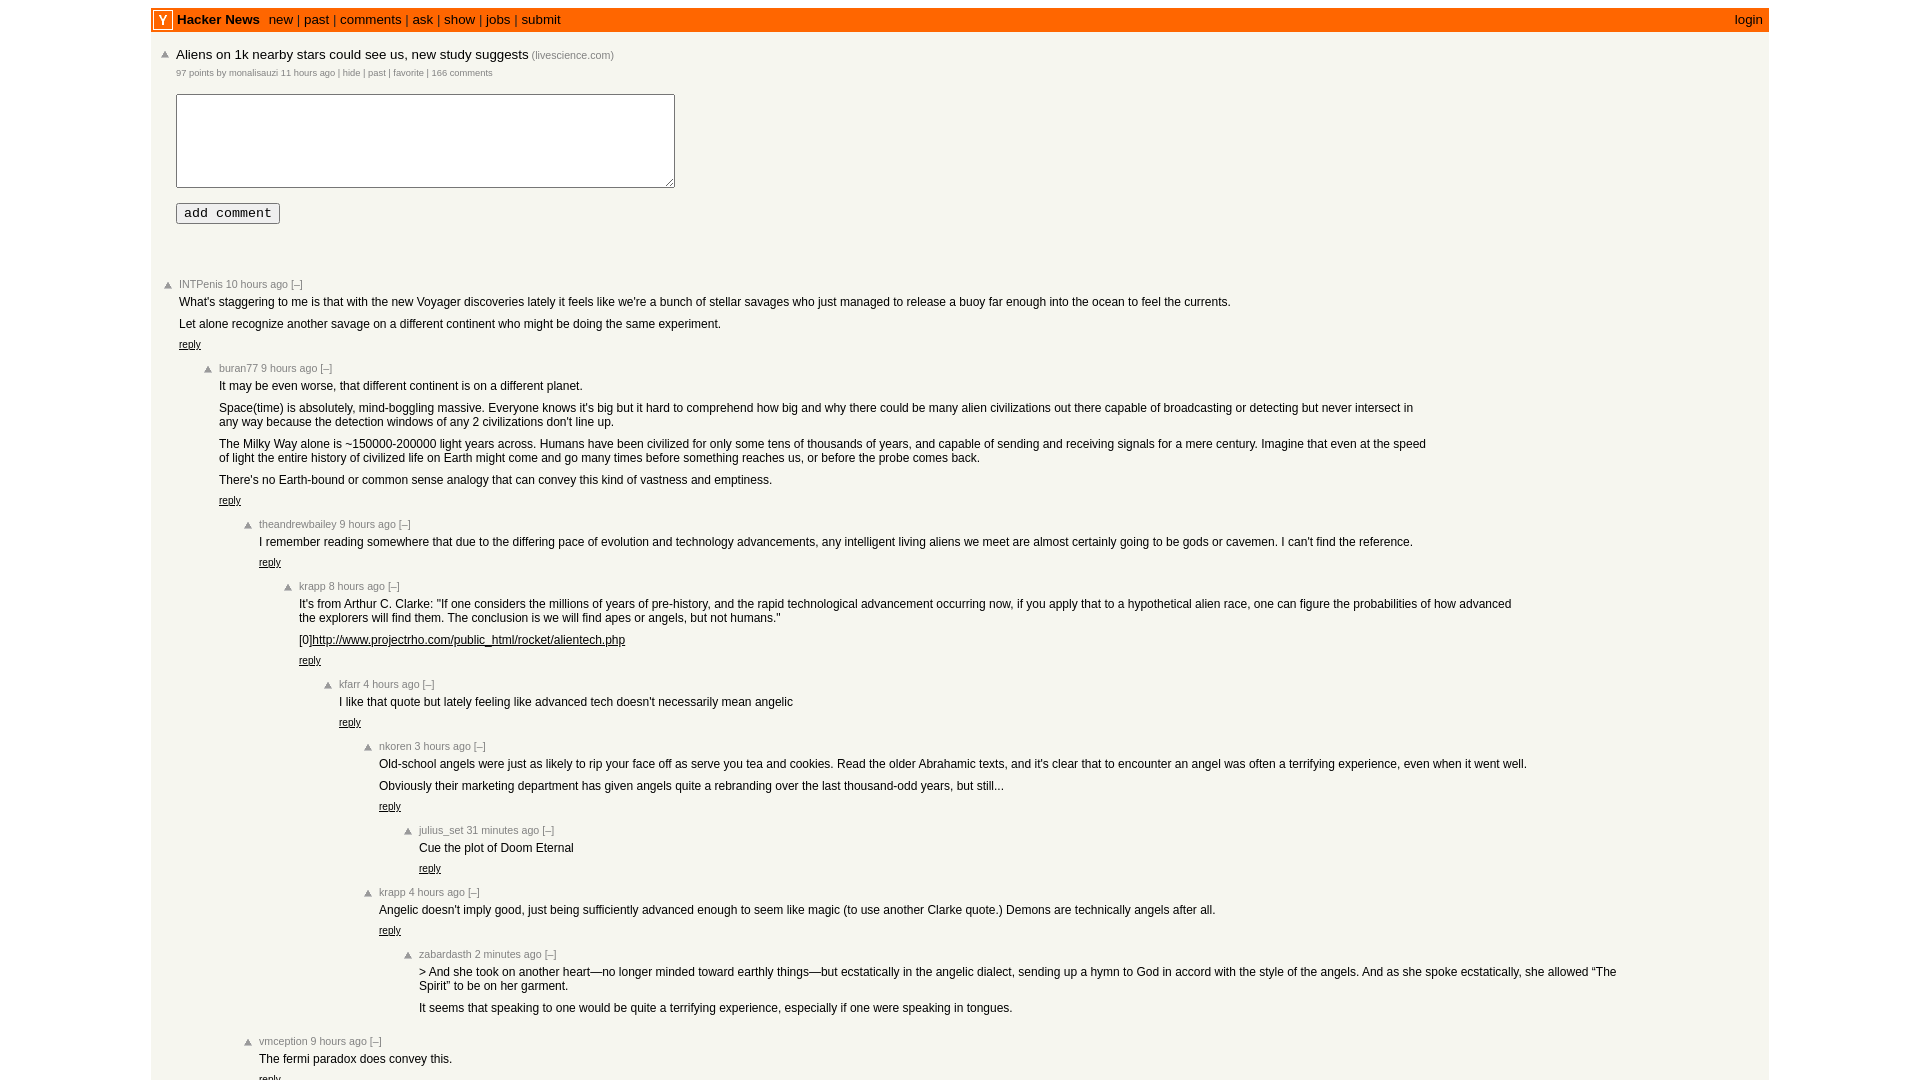 Y Hacker News new | past | comments | ask | show | jobs | submit login
Aliens on 1k nearby stars could see us, new study suggests (livescience.com)
97 points by monalisauzi 11 hours ago | hide | past | favorite | 166 comments
add comment
INTPenis 10 hours ago [–]
What's staggering to me is that with the new Voyager discoveries lately it feels like we're a bunch of stellar savages who just managed to release a buoy far enough into the ocean to feel the currents.
Let alone recognize another savage on a different continent who might be doing the same experiment.
reply
buran77 9 hours ago [–]
It may be even worse, that different continent is on a different planet.
Space(time) is absolutely, mind-boggling massive. Everyone knows it's big but it hard to comprehend how big and why there could be many alien civilizations out there capable of broadcasting or detecting but never intersect in
any way because the detection windows of any 2 civilizations don't line up.
The Milky Way alone is ~150000-200000 light years across. Humans have been civilized for only some tens of thousands of years, and capable of sending and receiving signals for a mere century. Imagine that even at the speed
of light the entire history of civilized life on Earth might come and go many times before something reaches us, or before the probe comes back.
There's no Earth-bound or common sense analogy that can convey this kind of vastness and emptiness.
reply
theandrewbailey 9 hours ago [–]
I remember reading somewhere that due to the differing pace of evolution and technology advancements, any intelligent living aliens we meet are almost certainly going to be gods or cavemen. I can't find the reference.
reply
krapp 8 hours ago [–]
It's from Arthur C. Clarke: "If one considers the millions of years of pre-history, and the rapid technological advancement occurring now, if you apply that to a hypothetical alien race, one can figure the probabilities of how advanced
the explorers will find them. The conclusion is we will find apes or angels, but not humans."
[0]http://www.projectrho.com/public_html/rocket/alientech.php
reply
kfarr 4 hours ago [–]
I like that quote but lately feeling like advanced tech doesn't necessarily mean angelic
reply
nkoren 3 hours ago [–]
Old-school angels were just as likely to rip your face off as serve you tea and cookies. Read the older Abrahamic texts, and it's clear that to encounter an angel was often a terrifying experience, even when it went well.
Obviously their marketing department has given angels quite a rebranding over the last thousand-odd years, but still...
reply
julius_set 31 minutes ago [–]
Cue the plot of Doom Eternal
reply
krapp 4 hours ago [–]
Angelic doesn't imply good, just being sufficiently advanced enough to seem like magic (to use another Clarke quote.) Demons are technically angels after all.
reply
zabardasth 2 minutes ago [–]
> And she took on another heart—no longer minded toward earthly things—but ecstatically in the angelic dialect, sending up a hymn to God in accord with the style of the angels. And as she spoke ecstatically, she allowed “The
Spirit” to be on her garment.
It seems that speaking to one would be quite a terrifying experience, especially if one were speaking in tongues.
vmception 9 hours ago [–]
The fermi paradox does convey this.
reply